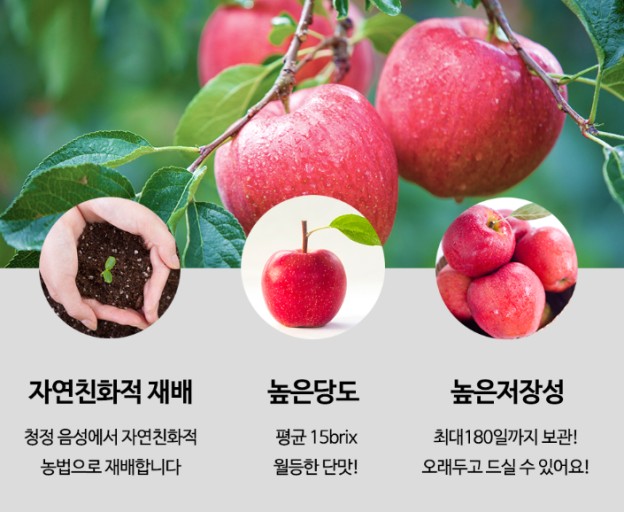 자연친화적 재배
청정 음성에서 자연친화적
농법으로 재배합니다
높은당도
평균 15brix
월등한 단맛!
높은저장성
최대180일까지 보관!
오래두고 드실 수 있어요!